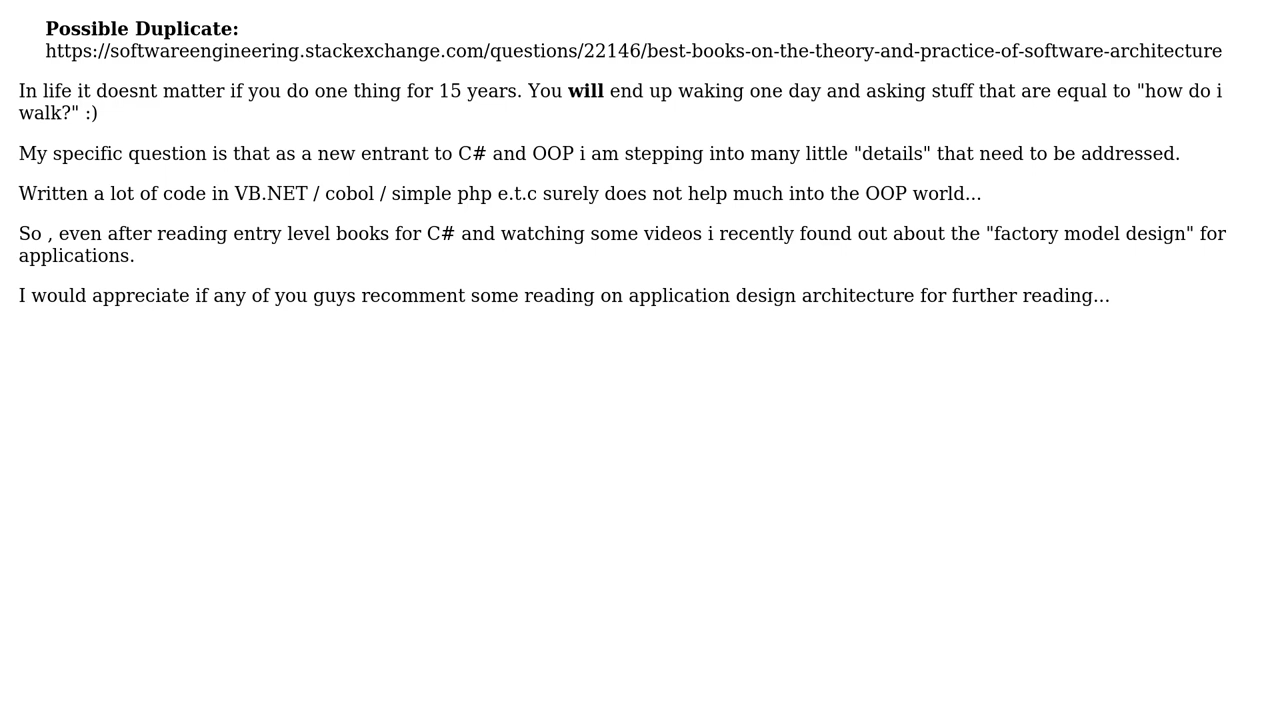 Possible Duplicate:
https://softwareengineering.stackexchange.com/questions/22146/best-books-on-the-theory-and-practice-of-software-architecture
In life it doesnt matter if you do one thing for 15 years. You will end up waking one day and asking stuff that are equal to "how do i
walk?" :)
My specific question is that as a new entrant to C# and OOP i am stepping into many little "details" that need to be addressed.
Written a lot of code in VB.NET / cobol / simple php e.t.c surely does not help much into the OOP world...
So , even after reading entry level books for C# and watching some videos i recently found out about the "factory model design" for
applications.
I would appreciate if any of you guys recomment some reading on application design architecture for further reading...